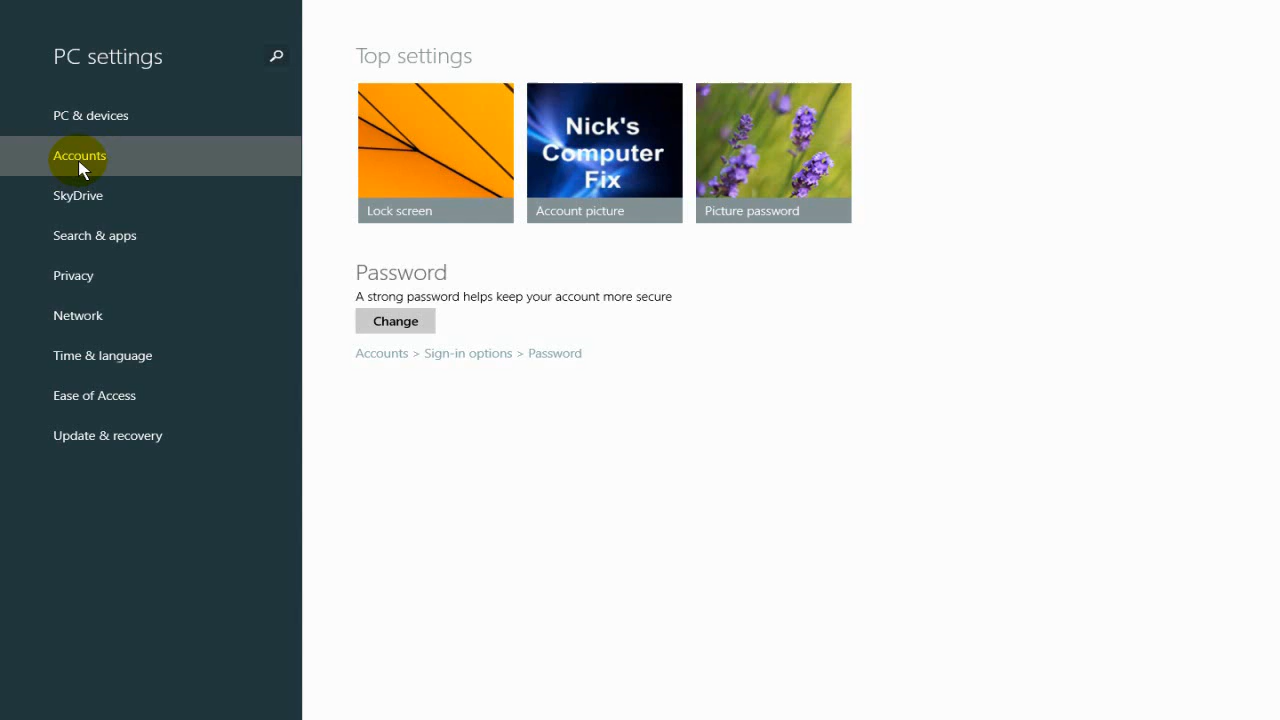 PC settings
PC & devices
Accounts
SkyDrive
Search & apps
Privacy
Network
Time & language
Ease of Access
Update & recovery
Top settings
Nick's
Computer
Fix
Lock screen
Account picture
Picture password
Password
A strong password helps keep your account more secure
Change
Accounts > Sign-in options > Password